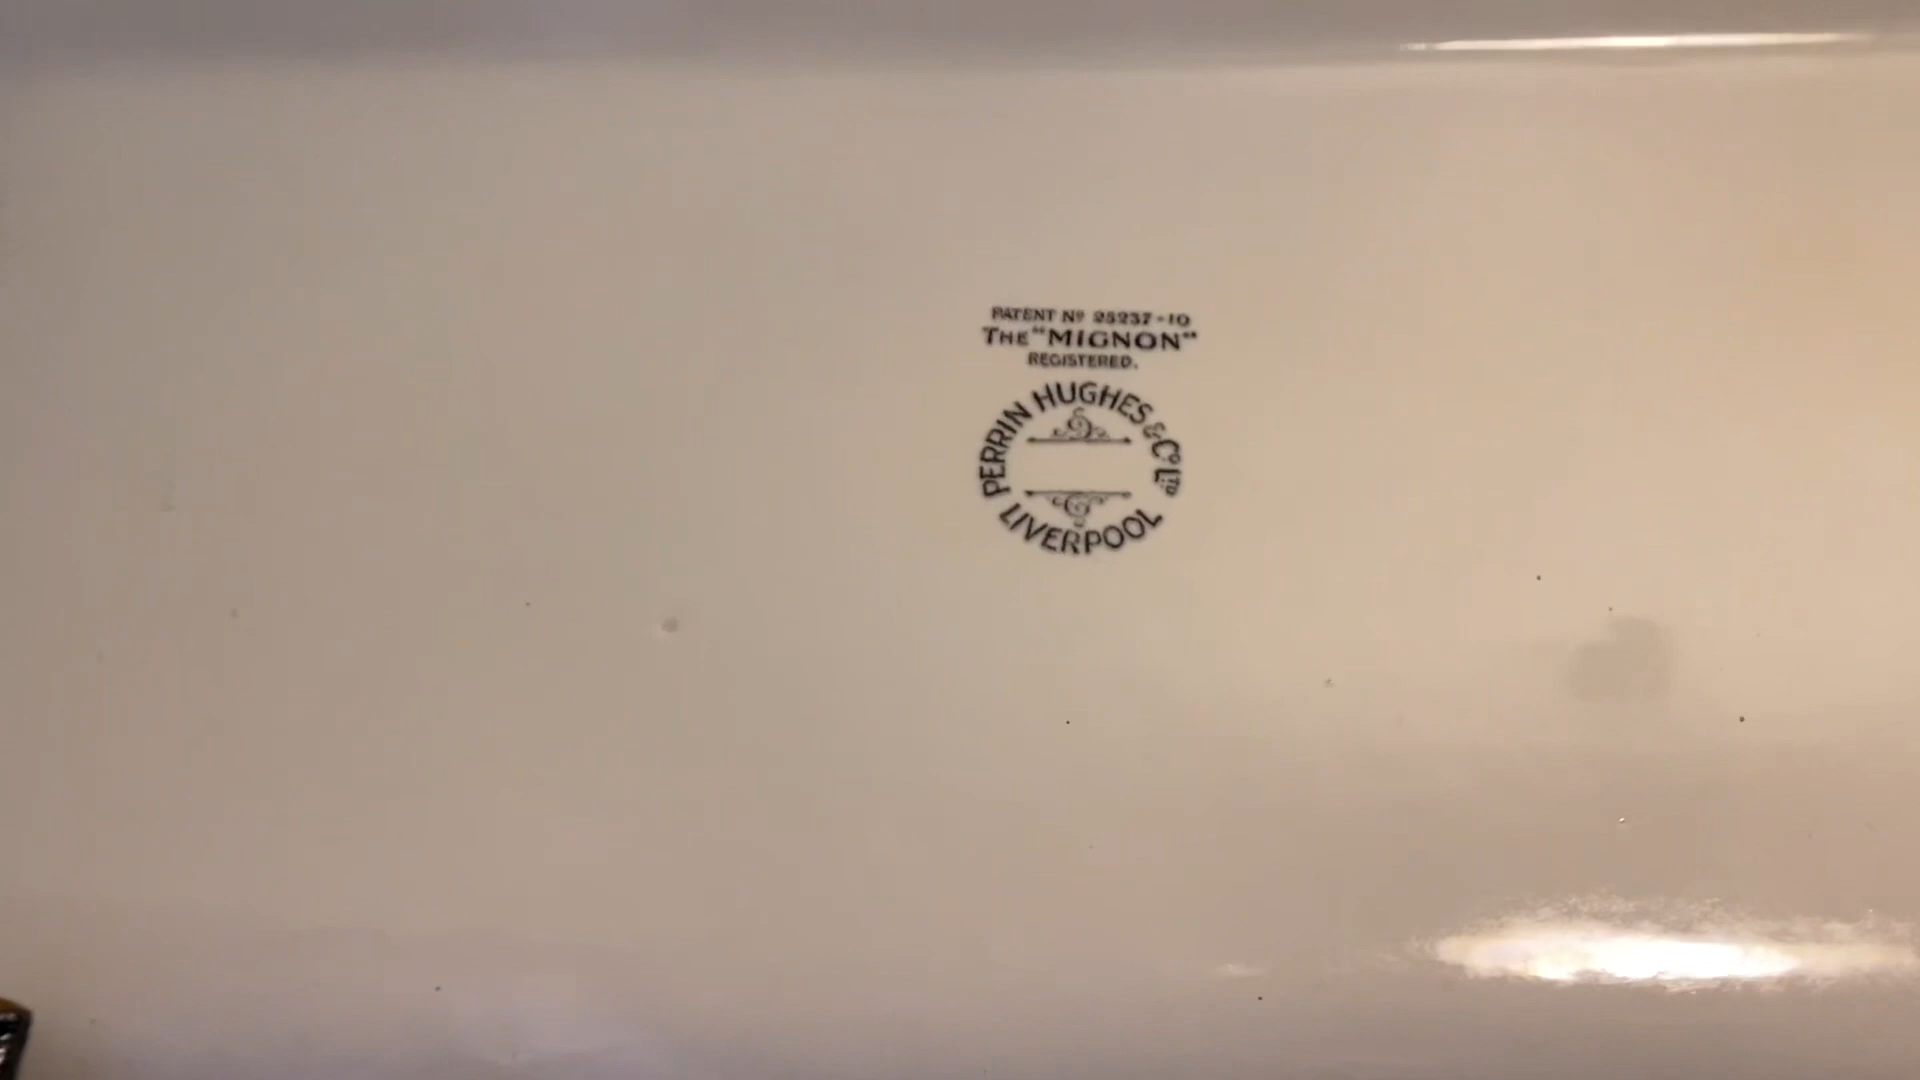 PATENT Nº 25237-10
THE "MIGNON"
REGISTERED.
PERRIN HUGHES & Cº LTD
LIVERPOOL